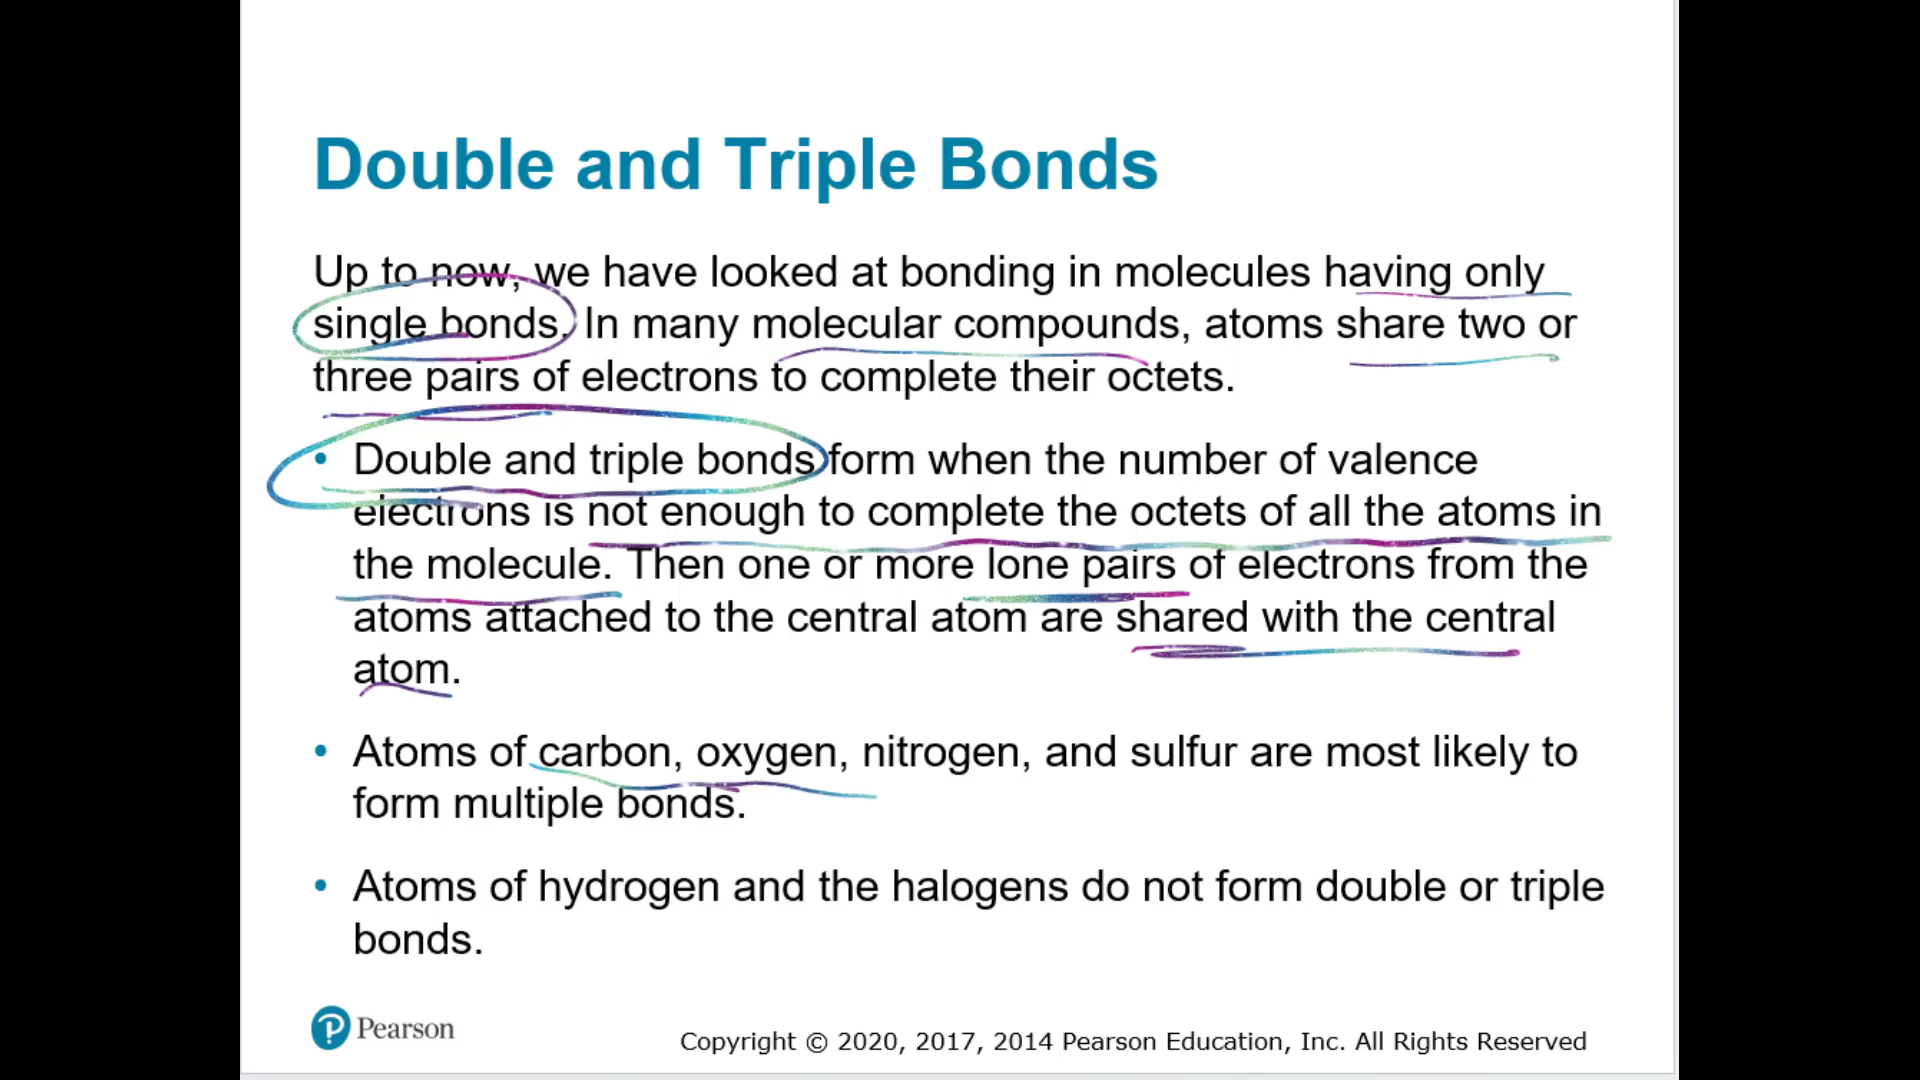 Double and Triple Bonds
Up to now, we have looked at bonding in molecules having only
single bonds. In many molecular compounds, atoms share two or
three pairs of electrons to complete their octets.
• Double and triple bonds form when the number of valence
electrons is not enough to complete the octets of all the atoms in
the molecule. Then one or more lone pairs of electrons from the
atoms attached to the central atom are shared with the central
atom.
• Atoms of carbon, oxygen, nitrogen, and sulfur are most likely to
form multiple bonds.
• Atoms of hydrogen and the halogens do not form double or triple
bonds.
P Pearson
Copyright © 2020, 2017, 2014 Pearson Education, Inc. All Rights Reserved